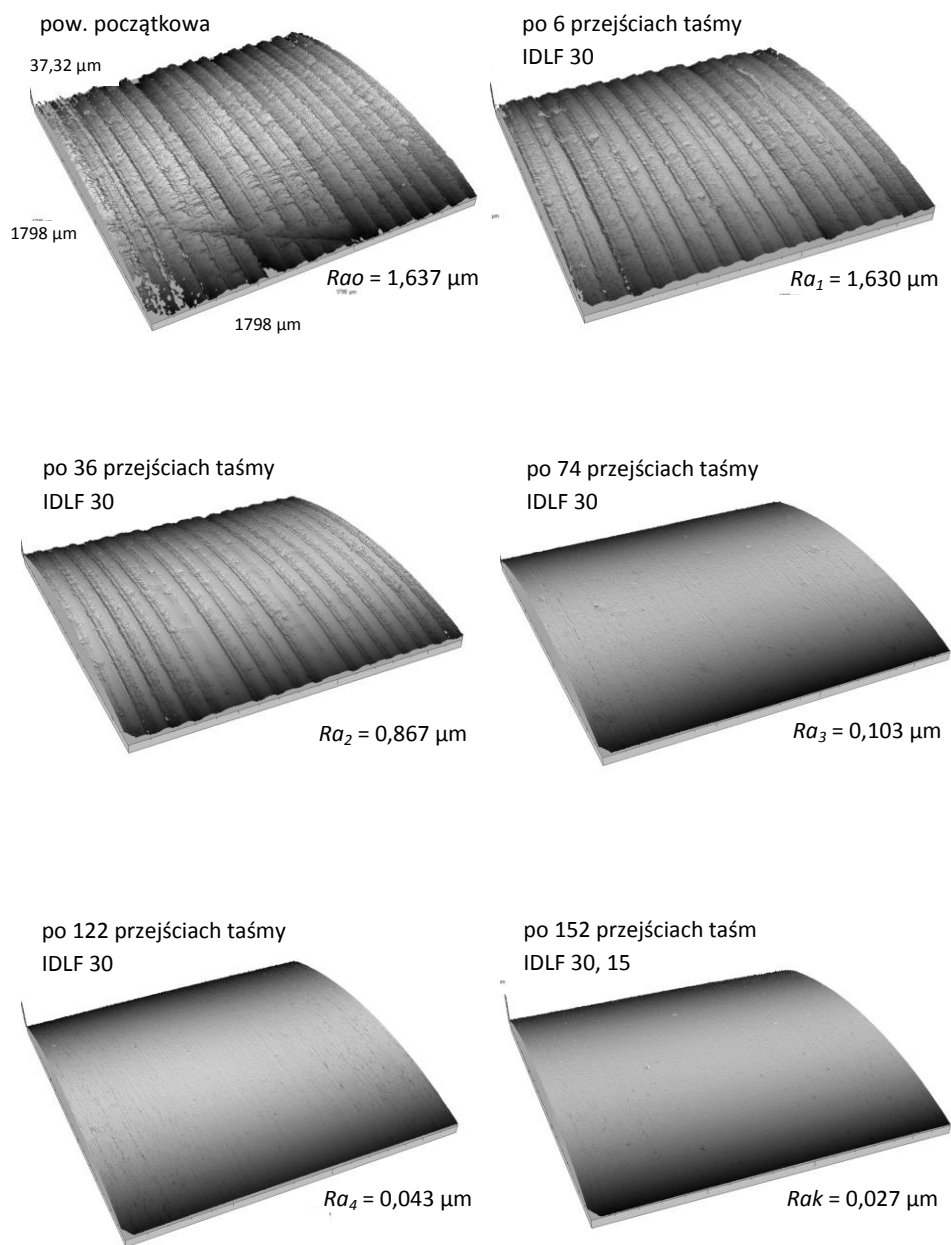 pow. początkowa
37,32 µm
1798 µm
1798 µm
Rao = 1,637 µm
po 6 przejściach taśmy
IDLF 30
Ra₁ = 1,630 µm
po 36 przejściach taśmy
IDLF 30
Ra₂ = 0,867 µm
po 74 przejściach taśmy
IDLF 30
Ra₃ = 0,103 µm
po 122 przejściach taśmy
IDLF 30
Ra₄ = 0,043 µm
po 152 przejściach taśm
IDLF 30, 15
Rak = 0,027 µm